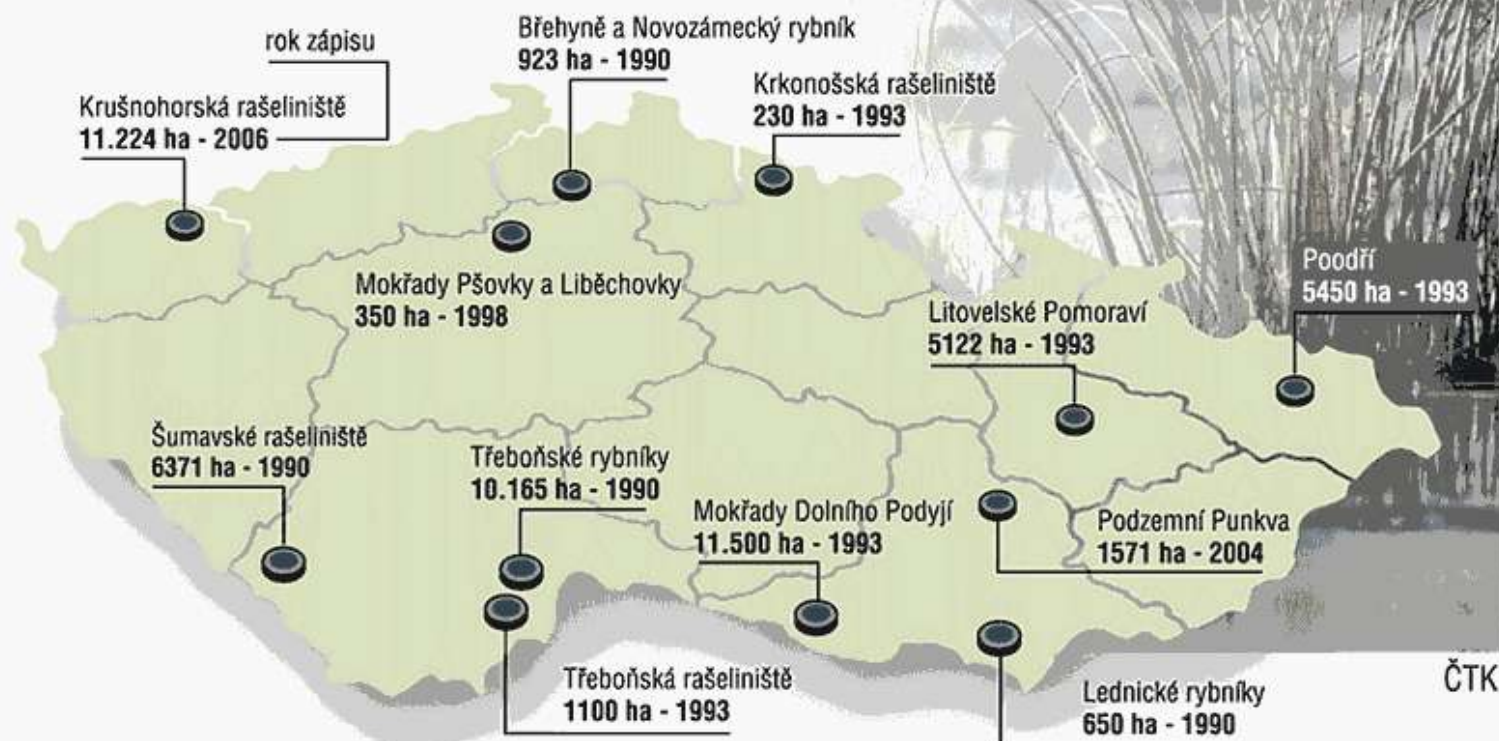 rok zápisu
Břehyně a Novozámecký rybník
923 ha - 1990
Krušnohorská rašeliniště
11.224 ha - 2006
Krkonošská rašeliniště
230 ha - 1993
Mokřady Pšovky a Liběchovky
350 ha - 1998
Poodří
5450 ha - 1993
Litovelské Pomoraví
5122 ha - 1993
Šumavské rašeliniště
6371 ha - 1990
Třeboňské rybníky
10.165 ha - 1990
Mokřady Dolního Podyjí
11.500 ha - 1993
Podzemní Punkva
1571 ha - 2004
Třeboňská rašeliniště
1100 ha - 1993
Lednické rybníky
650 ha - 1990
ČTK